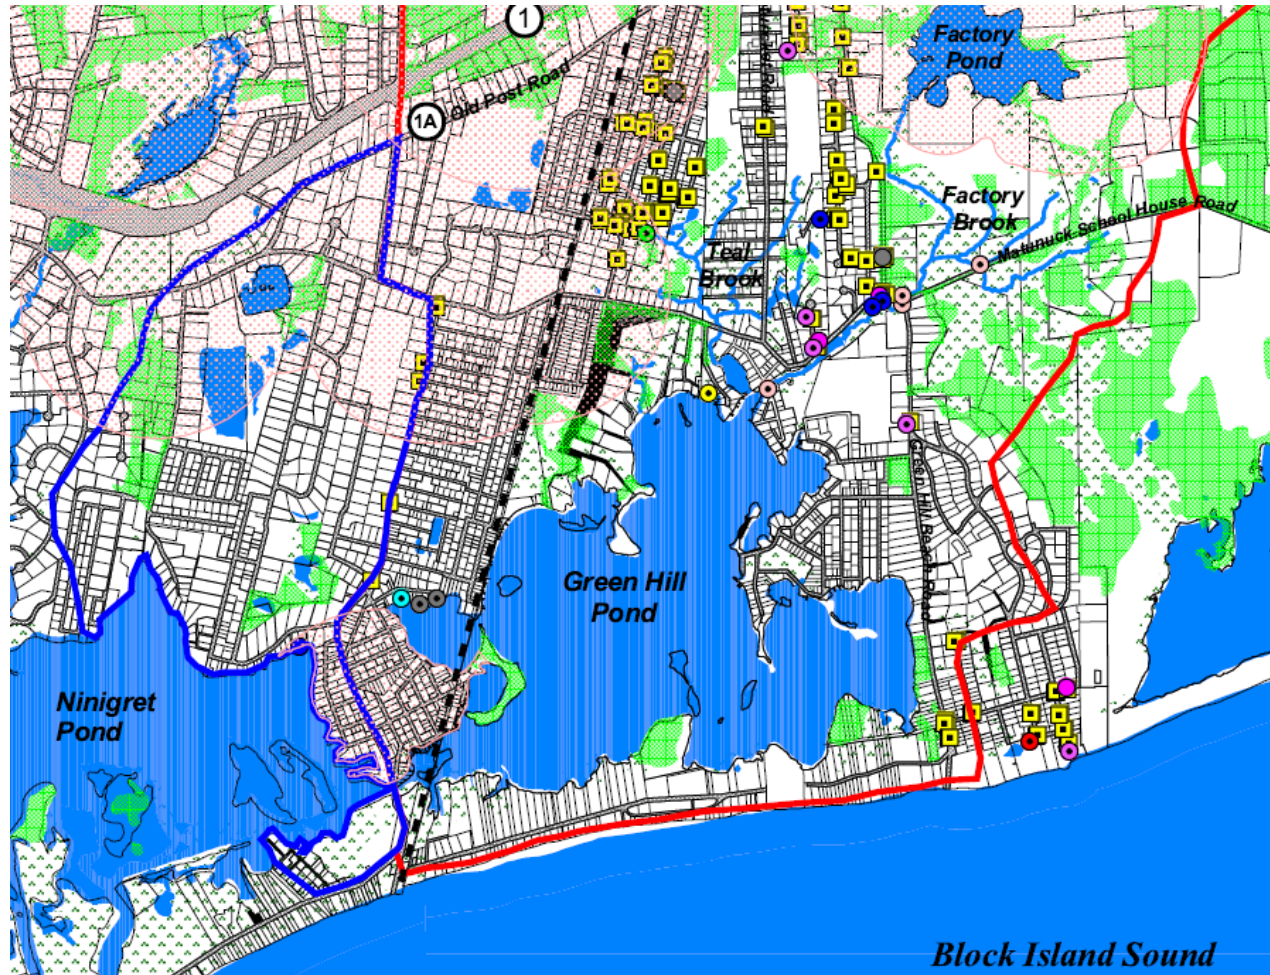 1
Factory
Pond
Old Post Road
1A
Factory
Brook
Matunuck School House Road
Teal
Brook
Green Hill Beach Road
Green Hill
Pond
Ninigret
Pond
Block Island Sound